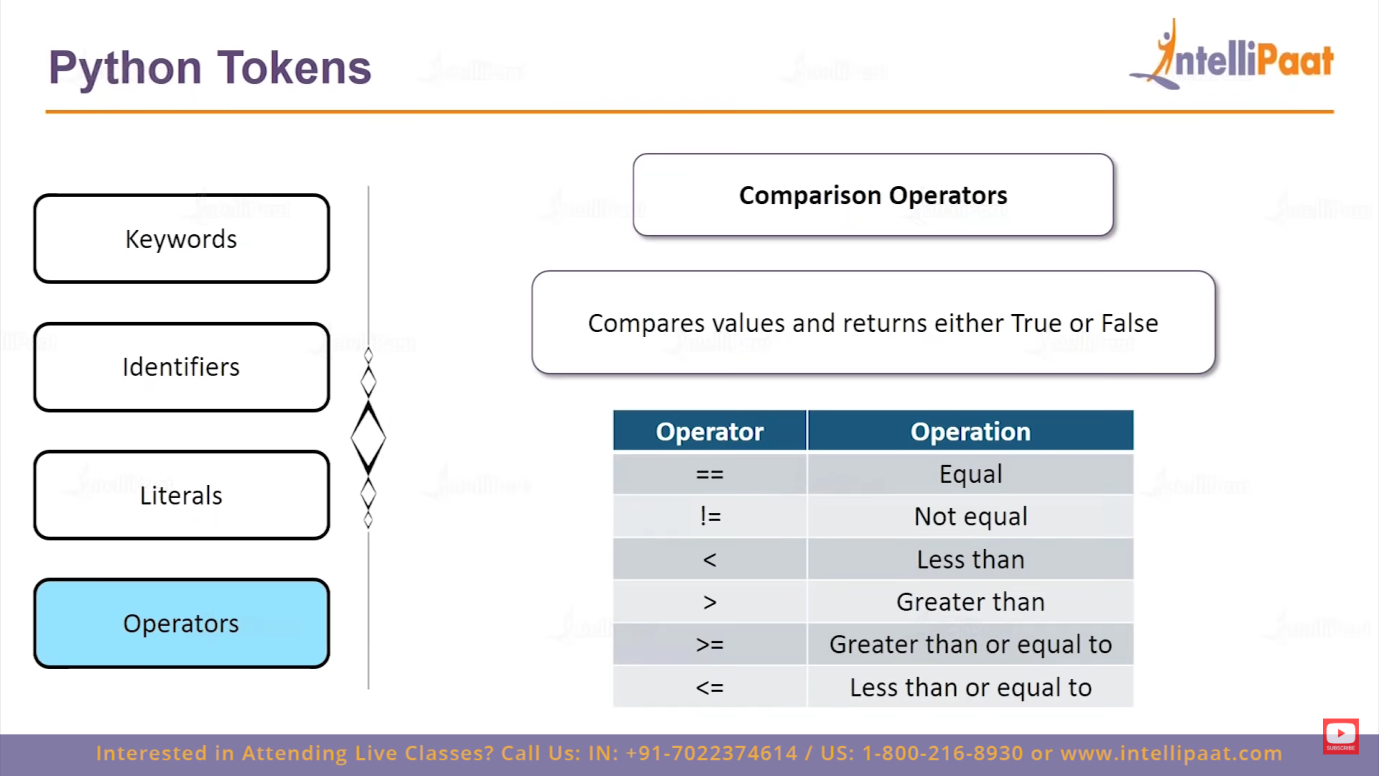 Python Tokens
IntelliPaat
Keywords
Identifiers
Literals
Operators
Comparison Operators
Compares values and returns either True or False
Operator Operation
== Equal
!= Not equal
< Less than
> Greater than
>= Greater than or equal to
<= Less than or equal to
Interested in Attending Live Classes? Call Us: IN: +91-7022374614 / US: 1-800-216-8930 or www.intellipaat.com
SUBSCRIBE